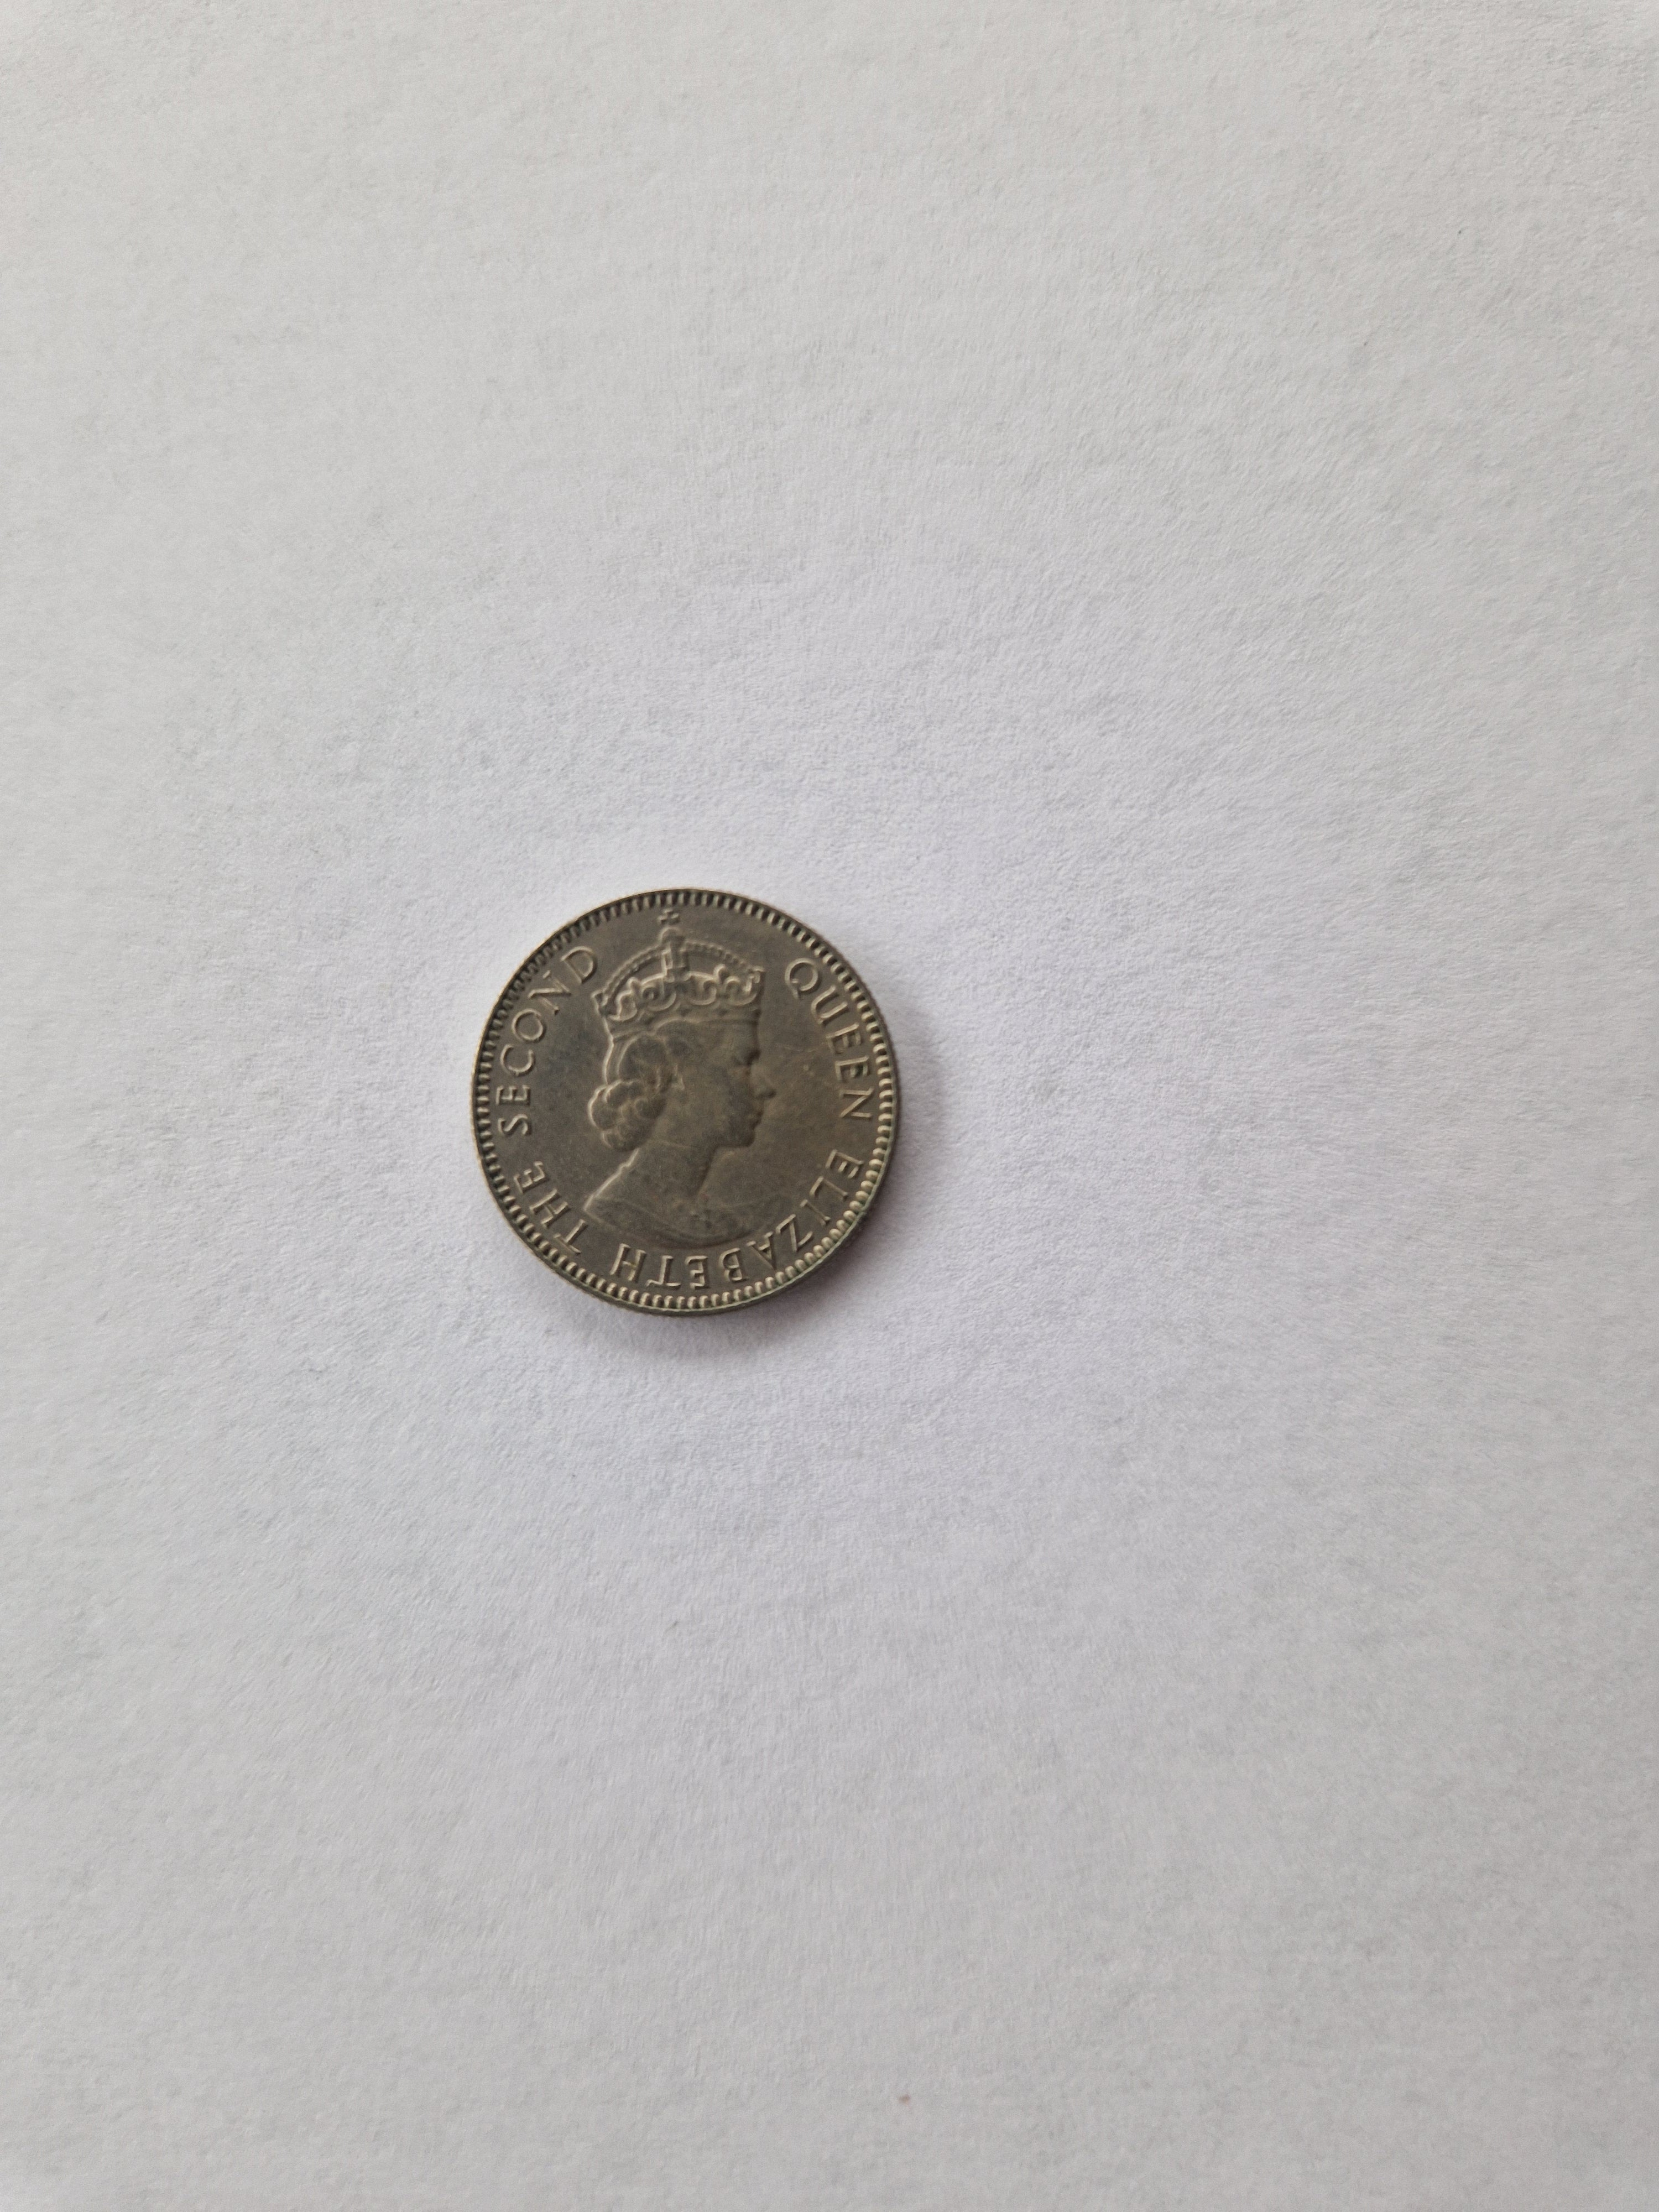 QUEEN ELIZABETH THE SECOND